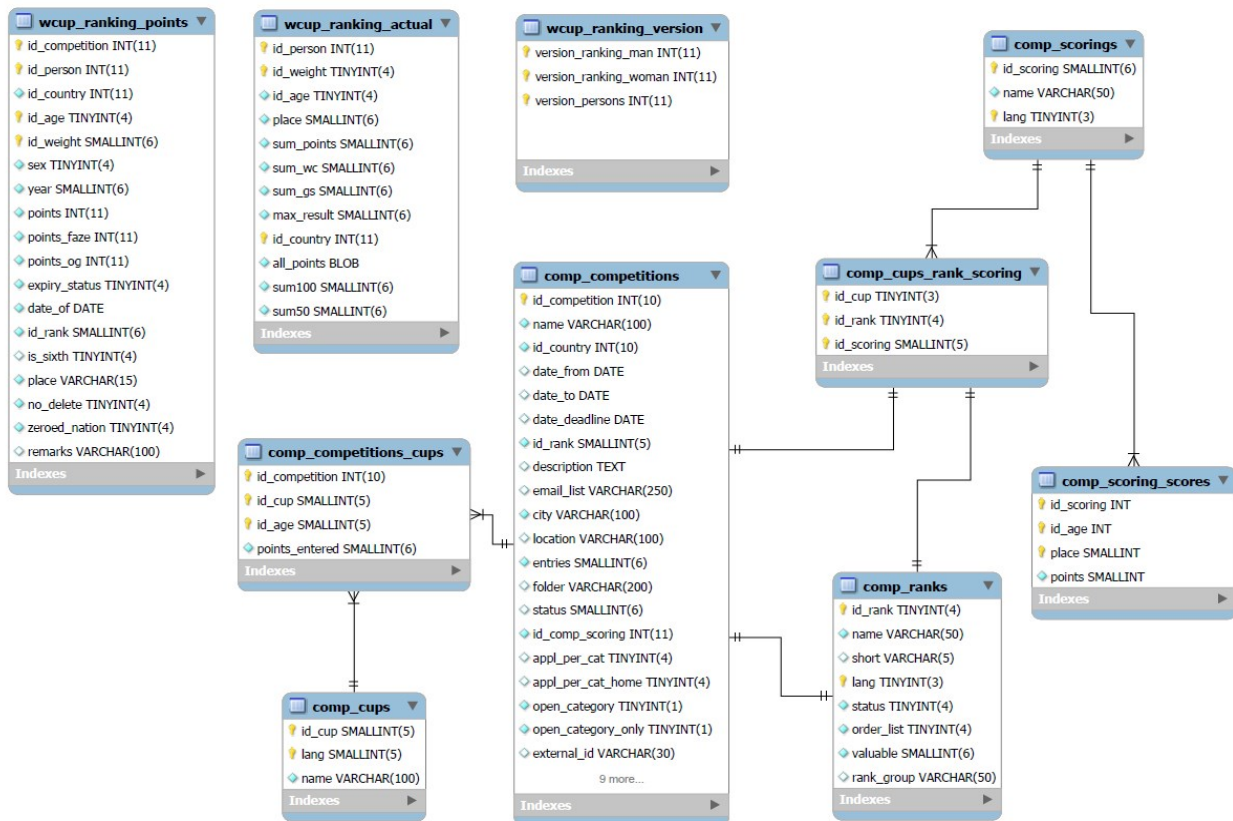 wcup_ranking_points
id_competition INT(11)
id_person INT(11)
id_country INT(11)
id_age TINYINT(4)
id_weight SMALLINT(6)
sex TINYINT(4)
year SMALLINT(6)
points INT(11)
points_faze INT(11)
points_og INT(11)
expiry_status TINYINT(4)
date_of DATE
id_rank SMALLINT(6)
is_sixth TINYINT(4)
place VARCHAR(15)
no_delete TINYINT(4)
zeroed_nation TINYINT(4)
remarks VARCHAR(100)
Indexes
wcup_ranking_actual
id_person INT(11)
id_weight TINYINT(4)
id_age TINYINT(4)
place SMALLINT(6)
sum_points SMALLINT(6)
sum_wc SMALLINT(6)
sum_gs SMALLINT(6)
max_result SMALLINT(6)
id_country INT(11)
all_points BLOB
sum100 SMALLINT(6)
sum50 SMALLINT(6)
Indexes
wcup_ranking_version
version_ranking_man INT(11)
version_ranking_woman INT(11)
version_persons INT(11)
Indexes
comp_scorings
id_scoring SMALLINT(6)
name VARCHAR(50)
lang TINYINT(3)
Indexes
comp_competitions
id_competition INT(10)
name VARCHAR(100)
id_country INT(10)
date_from DATE
date_to DATE
date_deadline DATE
id_rank SMALLINT(5)
description TEXT
email_list VARCHAR(250)
city VARCHAR(100)
location VARCHAR(100)
entries SMALLINT(6)
folder VARCHAR(200)
status SMALLINT(6)
id_comp_scoring INT(11)
appl_per_cat TINYINT(4)
appl_per_cat_home TINYINT(4)
open_category TINYINT(1)
open_category_only TINYINT(1)
external_id VARCHAR(30)
9 more...
Indexes
comp_cups_rank_scoring
id_cup TINYINT(3)
id_rank TINYINT(4)
id_scoring SMALLINT(5)
Indexes
comp_competitions_cups
id_competition INT(10)
id_cup SMALLINT(5)
id_age SMALLINT(5)
points_entered SMALLINT(6)
Indexes
comp_scoring_scores
id_scoring INT
id_age INT
place SMALLINT
points SMALLINT
Indexes
comp_ranks
id_rank TINYINT(4)
name VARCHAR(50)
short VARCHAR(5)
lang TINYINT(3)
status TINYINT(4)
order_list TINYINT(4)
valuable SMALLINT(6)
rank_group VARCHAR(50)
Indexes
comp_cups
id_cup SMALLINT(5)
lang SMALLINT(5)
name VARCHAR(100)
Indexes